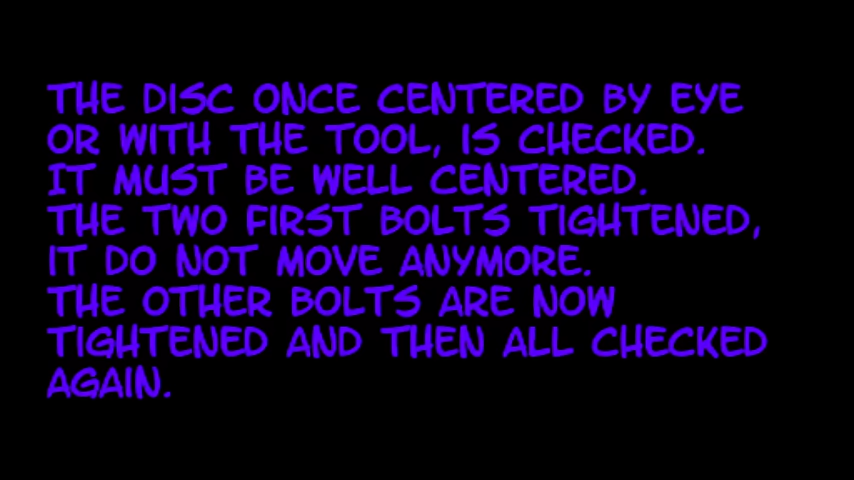 THE DISC ONCE CENTERED BY EYE
OR WITH THE TOOL, IS CHECKED.
IT MUST BE WELL CENTERED.
THE TWO FIRST BOLTS TIGHTENED,
IT DO NOT MOVE ANYMORE.
THE OTHER BOLTS ARE NOW
TIGHTENED AND THEN ALL CHECKED
AGAIN.